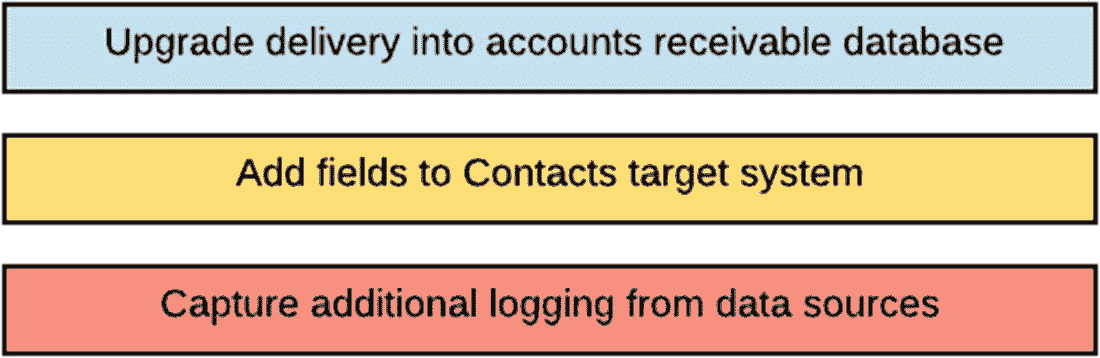 Upgrade delivery into accounts receivable database
Add fields to Contacts target system
Capture additional logging from data sources